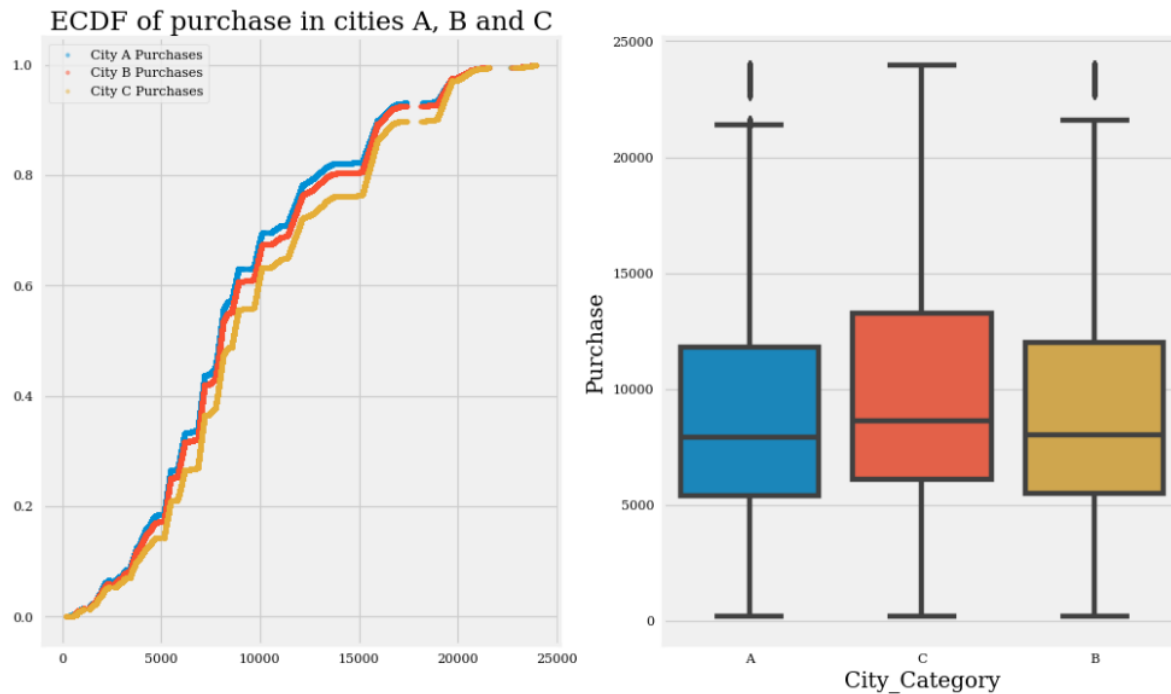 ECDF of purchase in cities A, B and C
City A Purchases
City B Purchases
City C Purchases
1.0
0.8
0.6
0.4
0.2
0.0
0 5000 10000 15000 20000 25000
25000
20000
15000
10000
5000
0
Purchase
A C B
City_Category